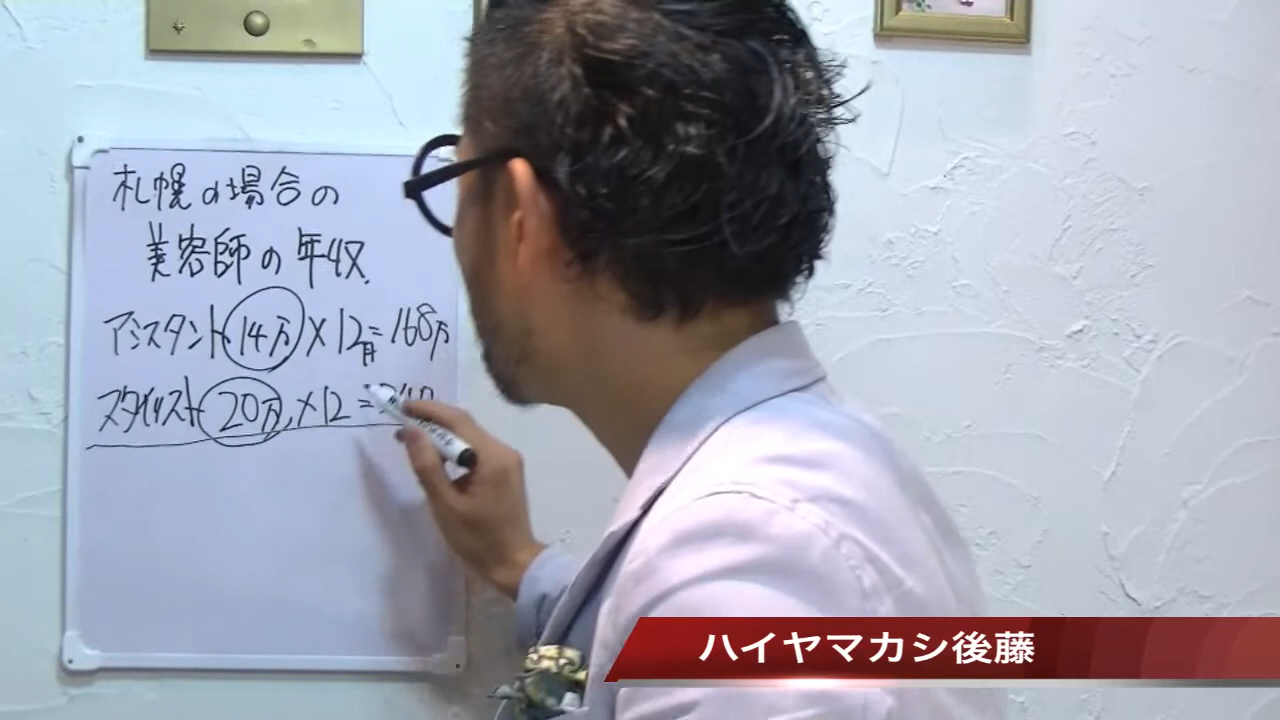 札幌の場合の
美容師の年収.
アシスタント 14万×12ヶ月=168万
スタイリスト 20万×12=240
ハイヤマカシ後藤